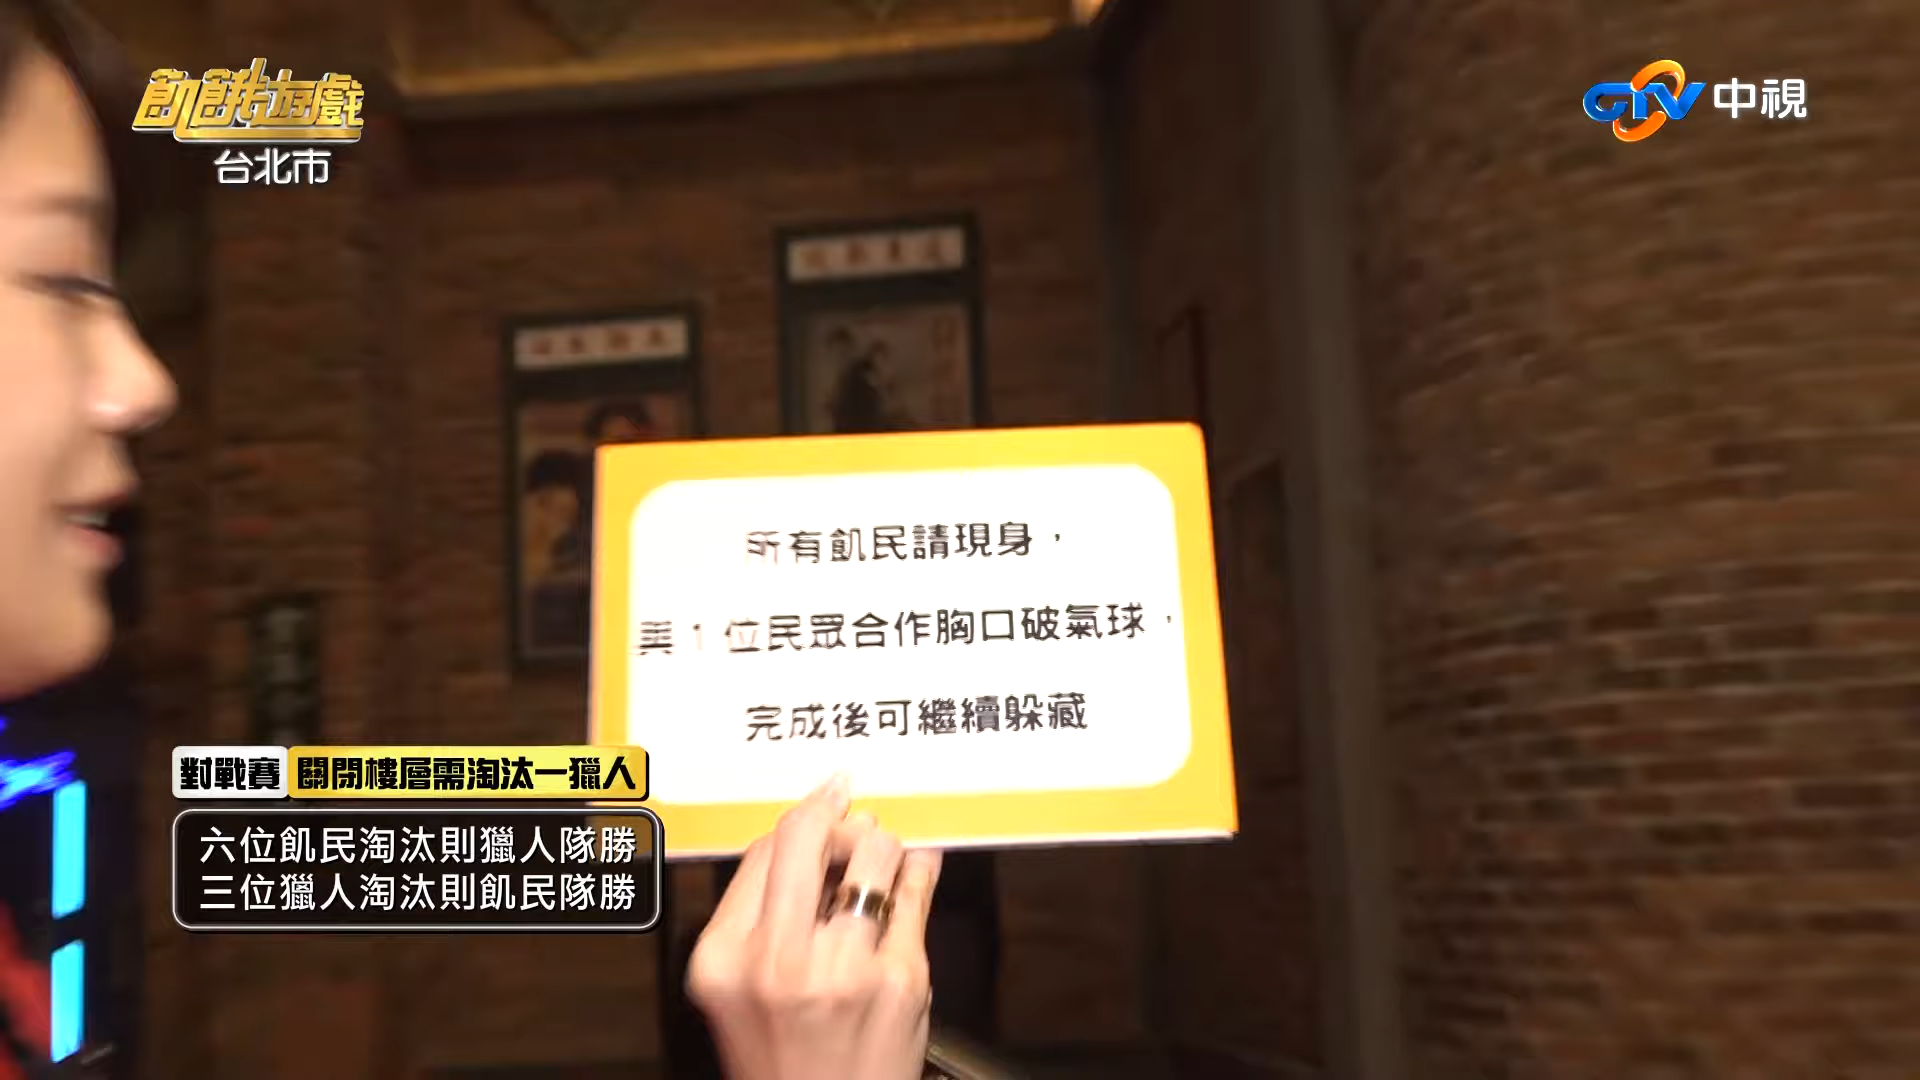 飢餓遊戲
台北市
CTV 中視
所有飢民請現身，
與1位民眾合作胸口破氣球，
完成後可繼續躲藏
對戰賽 關閉樓層需淘汰一獵人
六位飢民淘汰則獵人隊勝
三位獵人淘汰則飢民隊勝